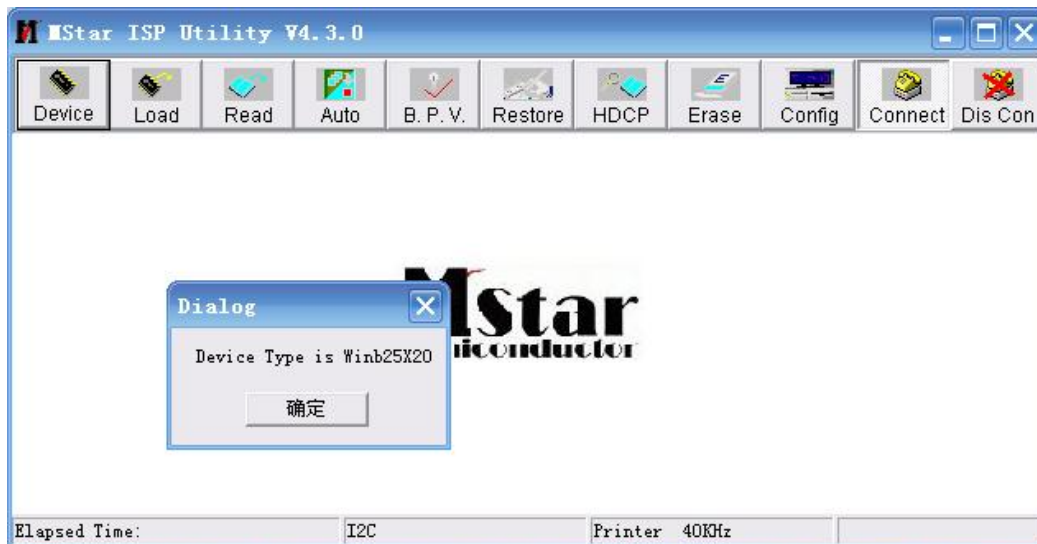 MStar ISP Utility V4.3.0
Device Load Read Auto B.P.V. Restore HDCP Erase Config Connect Dis Con
MStar
Dialog
Device Type is Winb25X20
确定
Elapsed Time: I2C Printer 40KHz